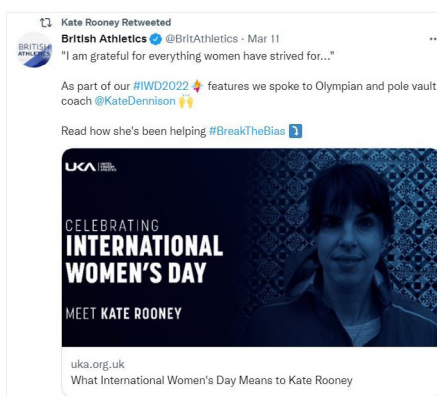 Kate Rooney Retweeted
British Athletics @BritAthletics · Mar 11
"I am grateful for everything women have strived for..."
As part of our #IWD2022 features we spoke to Olympian and pole vault
coach @KateDennison
Read how she's been helping #BreakTheBias
BRITISH
ATHLETICS
UKA
CELEBRATING
INTERNATIONAL
WOMEN'S DAY
MEET KATE ROONEY
uka.org.uk
What International Women's Day Means to Kate Rooney